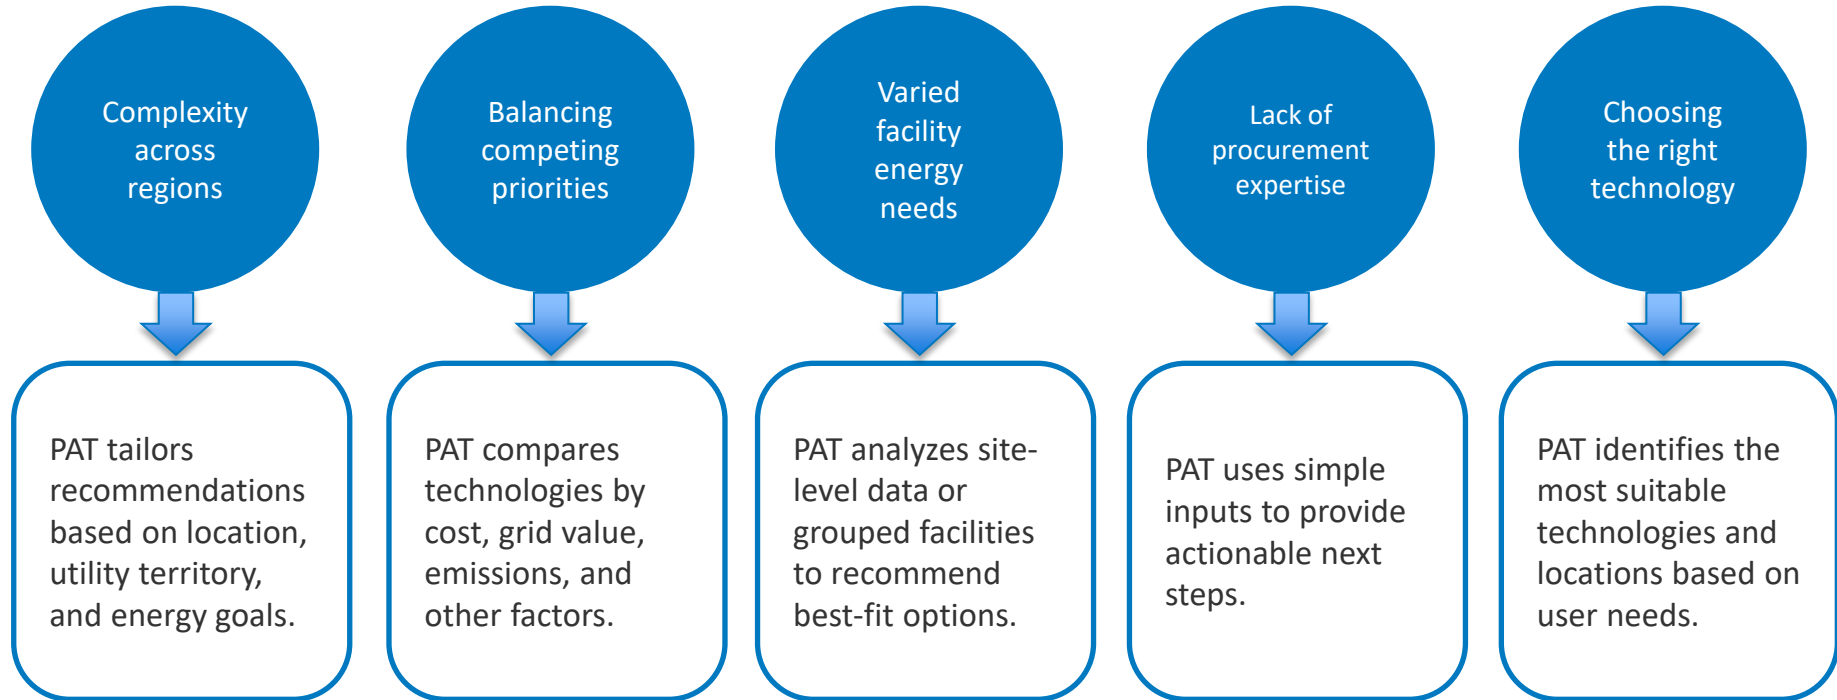 Complexity
across
regions
Balancing
competing
priorities
Varied
facility
energy
needs
Lack of
procurement
expertise
Choosing
the right
technology
PAT tailors
recommendations
based on location,
utility territory,
and energy goals.
PAT compares
technologies by
cost, grid value,
emissions, and
other factors.
PAT analyzes site-
level data or
grouped facilities
to recommend
best-fit options.
PAT uses simple
inputs to provide
actionable next
steps.
PAT identifies the
most suitable
technologies and
locations based on
user needs.